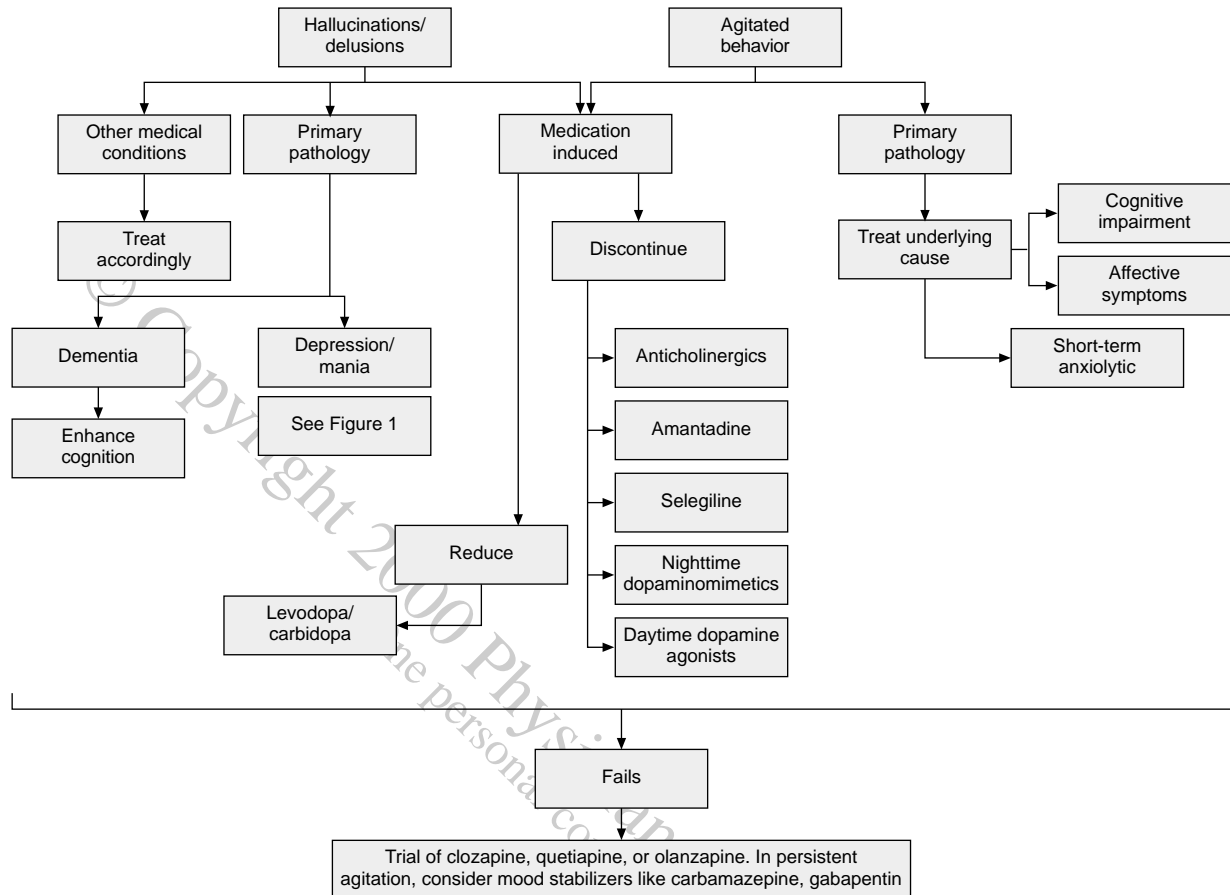 Hallucinations/
delusions
Agitated
behavior
Other medical
conditions
Primary
pathology
Medication
induced
Primary
pathology
Treat
accordingly
Discontinue
Treat underlying
cause
Cognitive
impairment
Affective
symptoms
Dementia
Depression/
mania
Anticholinergics
Short-term
anxiolytic
Enhance
cognition
See Figure 1
Amantadine
Selegiline
Reduce
Nighttime
dopaminomimetics
Levodopa/
carbidopa
Daytime dopamine
agonists
Fails
Trial of clozapine, quetiapine, or olanzapine. In persistent
agitation, consider mood stabilizers like carbamazepine, gabapentin
© Copyright 2000
personal